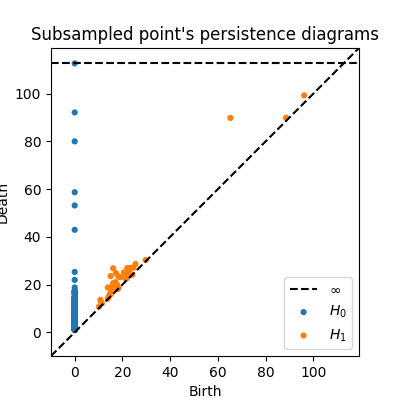 Subsampled point's persistence diagrams
Death
100
80
60
40
20
0
0 20 40 60 80 100
Birth
∞
H₀
H₁